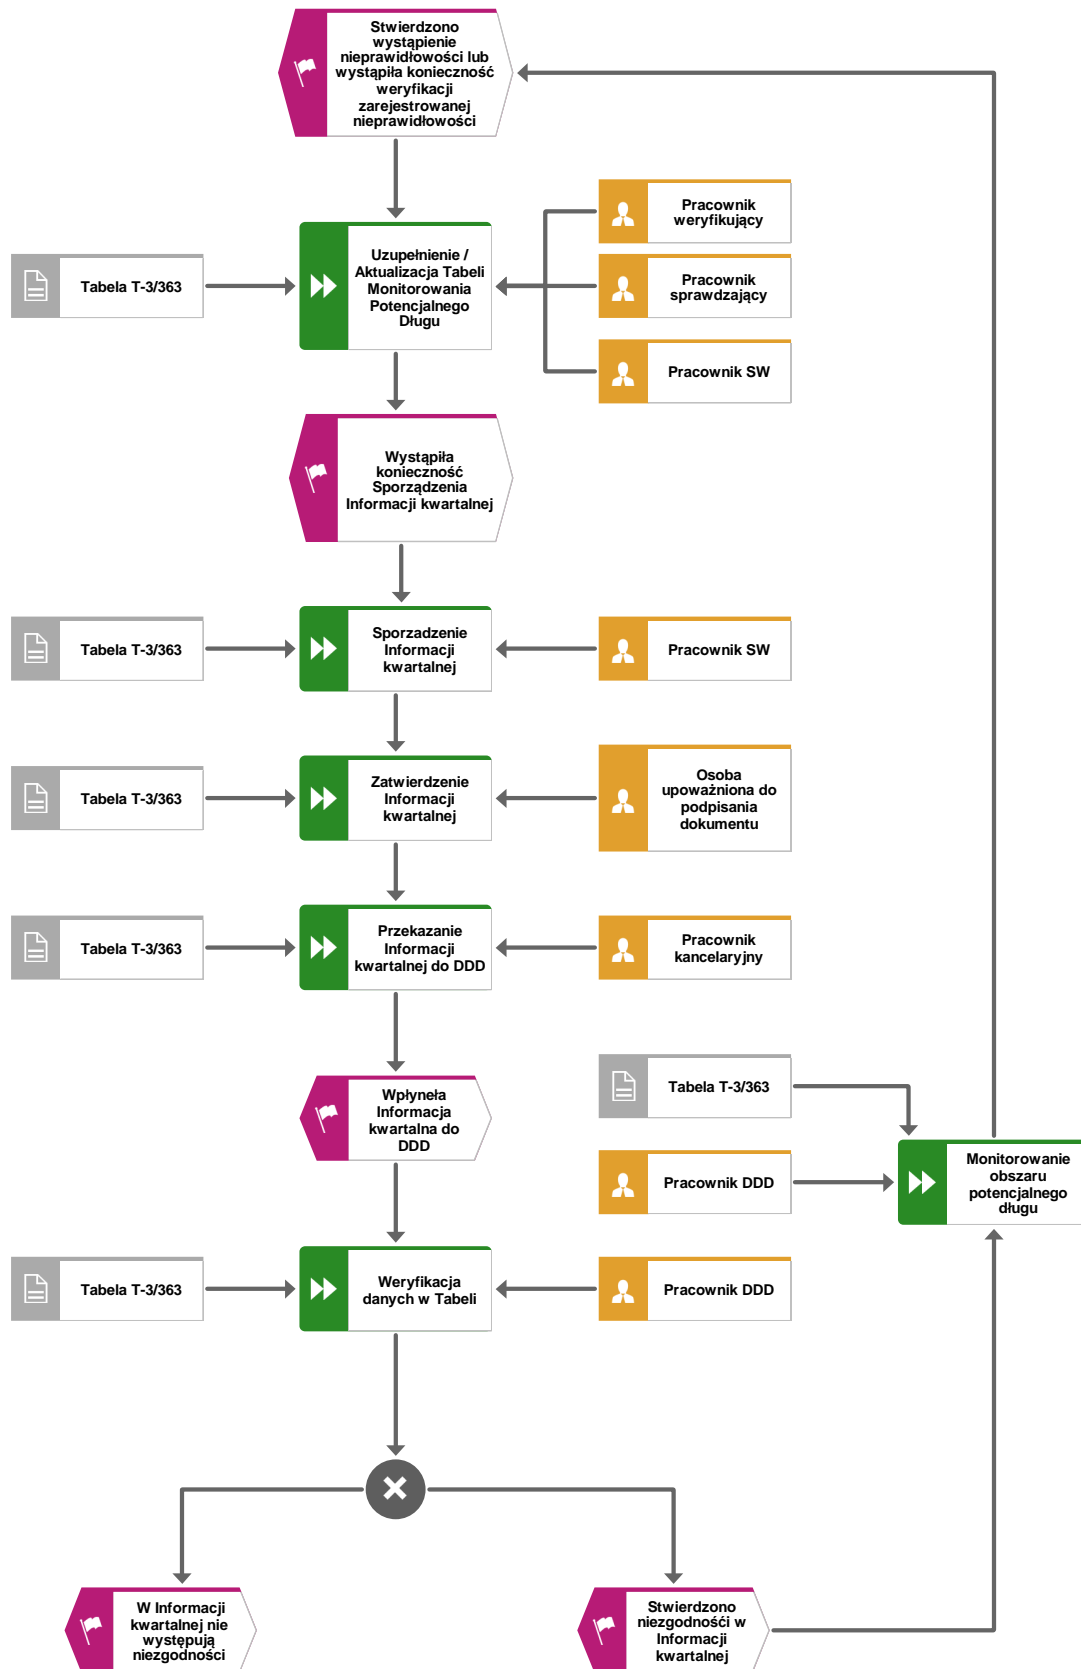 Stwierdzono
wystąpienie
nieprawidłowości lub
wystąpiła konieczność
weryfikacji
zarejestrowanej
nieprawidłowości
Pracownik
weryfikujący
Tabela T-3/363
Uzupełnienie /
Aktualizacja Tabeli
Monitorowania
Potencjalnego
Długu
Pracownik
sprawdzający
Pracownik SW
Wystąpiła
konieczność
Sporządzenia
Informacji kwartalnej
Tabela T-3/363
Sporzadzenie
Informacji
kwartalnej
Pracownik SW
Tabela T-3/363
Zatwierdzenie
Informacji
kwartalnej
Osoba
upoważniona do
podpisania
dokumentu
Tabela T-3/363
Przekazanie
Informacji
kwartalnej do DDD
Pracownik
kancelaryjny
Wpłyneła
Informacja
kwartalna do
DDD
Tabela T-3/363
Pracownik DDD
Monitorowanie
obszaru
potencjalnego
długu
Tabela T-3/363
Weryfikacja
danych w Tabeli
Pracownik DDD
W Informacji
kwartalnej nie
występują
niezgodności
Stwierdzono
niezgodnośći w
Informacji
kwartalnej